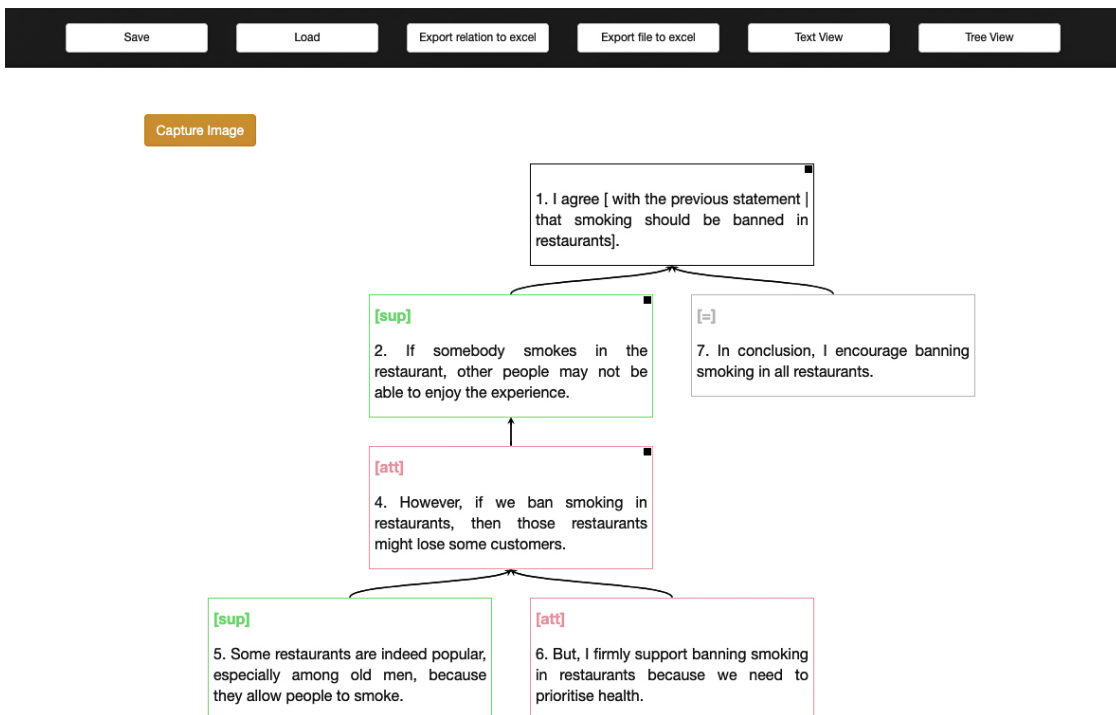 Save
Load
Export relation to excel
Export file to excel
Text View
Tree View
Capture Image
1. I agree [ with the previous statement |
that smoking should be banned in
restaurants].
[sup]
2. If somebody smokes in the
restaurant, other people may not be
able to enjoy the experience.
[=]
7. In conclusion, I encourage banning
smoking in all restaurants.
[att]
4. However, if we ban smoking in
restaurants, then those restaurants
might lose some customers.
[sup]
5. Some restaurants are indeed popular,
especially among old men, because
they allow people to smoke.
[att]
6. But, I firmly support banning smoking
in restaurants because we need to
prioritise health.